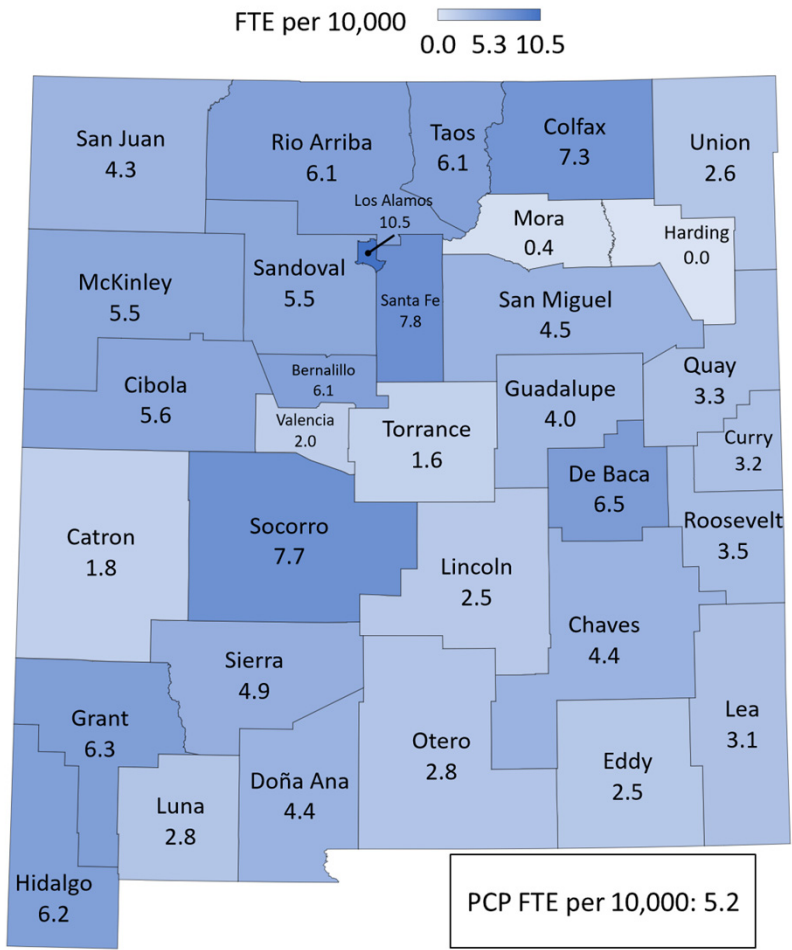 FTE per 10,000
0.0 5.3 10.5
San Juan
4.3
Rio Arriba
6.1
Taos
6.1
Colfax
7.3
Union
2.6
Los Alamos
10.5
Mora
0.4
Harding
0.0
McKinley
5.5
Sandoval
5.5
Santa Fe
7.8
San Miguel
4.5
Cibola
5.6
Bernalillo
6.1
Guadalupe
4.0
Quay
3.3
Valencia
2.0
Torrance
1.6
Curry
3.2
De Baca
6.5
Catron
1.8
Socorro
7.7
Roosevelt
3.5
Lincoln
2.5
Chaves
4.4
Sierra
4.9
Grant
6.3
Otero
2.8
Lea
3.1
Eddy
2.5
Doña Ana
4.4
Luna
2.8
Hidalgo
6.2
PCP FTE per 10,000: 5.2